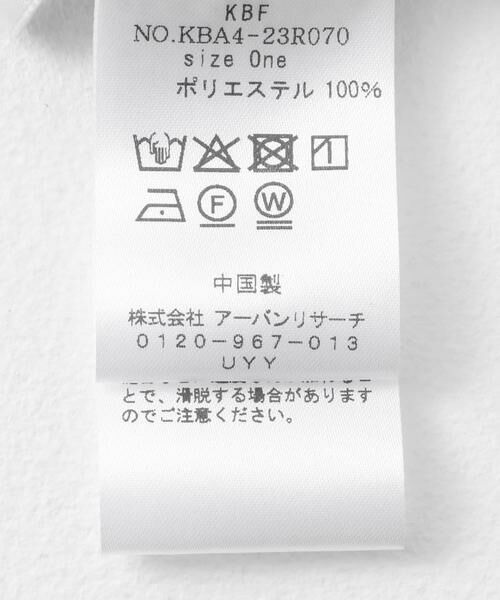 KBF
NO.KBA4-23R070
size One
ポリエステル 100%
F W
中国製
株式会社 アーバンリサーチ
0120-967-013
UYY
とで、滑脱する場合があります
のでご注意ください。